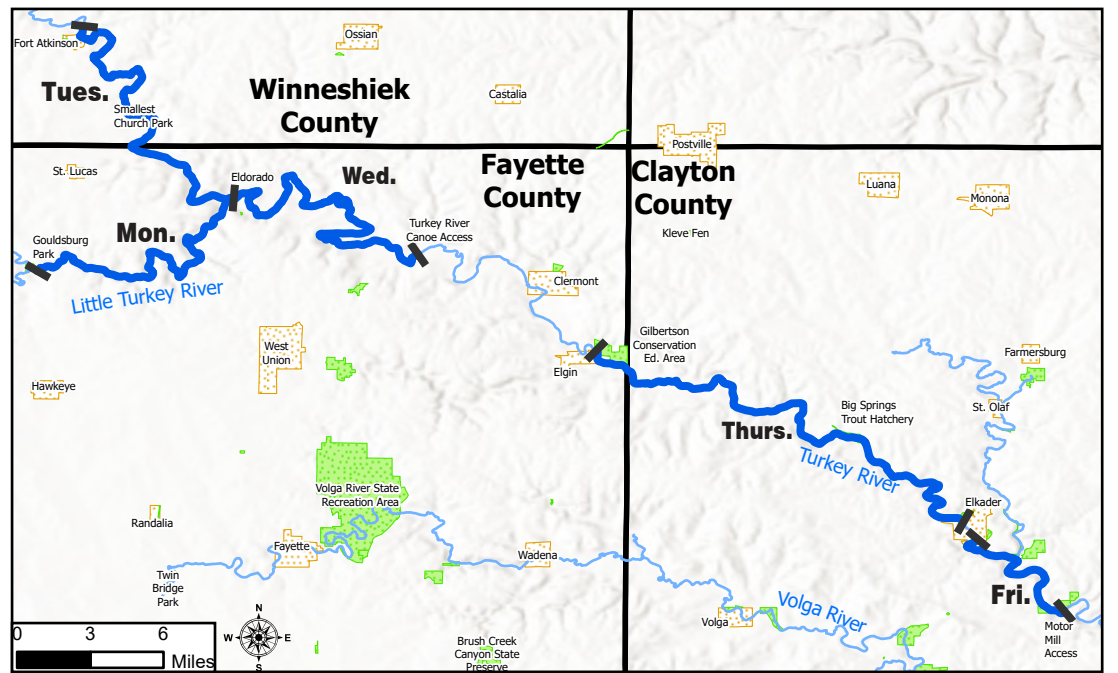 Fort Atkinson
Ossian
Tues.
Winneshiek
County
Castalia
Smallest
Church Park
Postville
St. Lucas
Eldorado
Wed.
Fayette
County
Clayton
County
Luana
Monona
Gouldsburg
Park
Mon.
Turkey River
Canoe Access
Kleve Fen
Little Turkey River
Clermont
West
Union
Gilbertson
Conservation
Ed. Area
Elgin
Farmersburg
Hawkeye
Big Springs
Trout Hatchery
St. Olaf
Thurs.
Turkey River
Volga River State
Recreation Area
Elkader
Randalia
Fayette
Wadena
Twin
Bridge
Park
Fri.
Volga River
Volga
Motor
Mill
Access
Brush Creek
Canyon State
Preserve
N
W
E
S
0 3 6
Miles